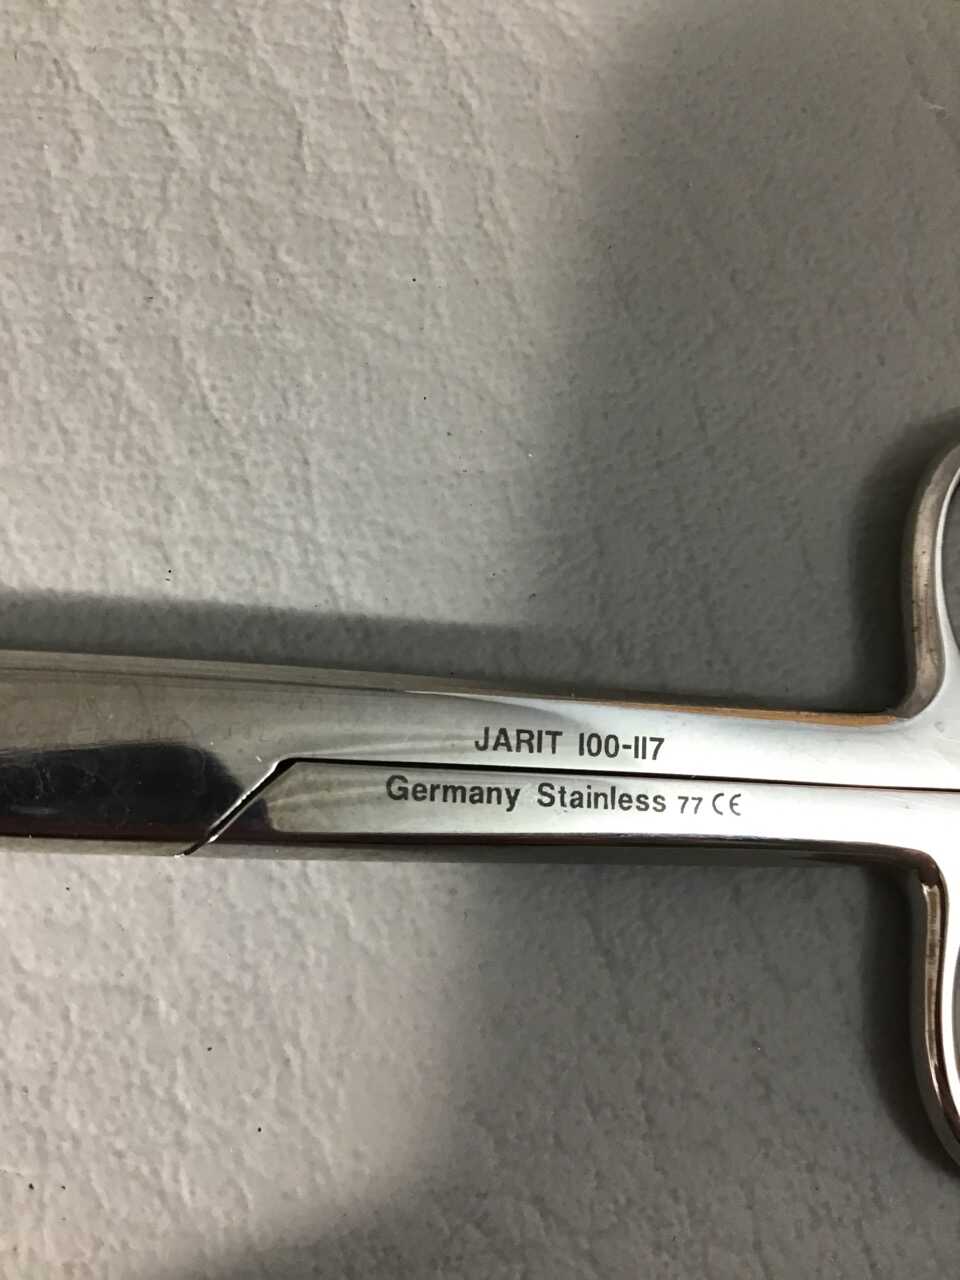 JARIT 100-117
Germany Stainless 77 CE